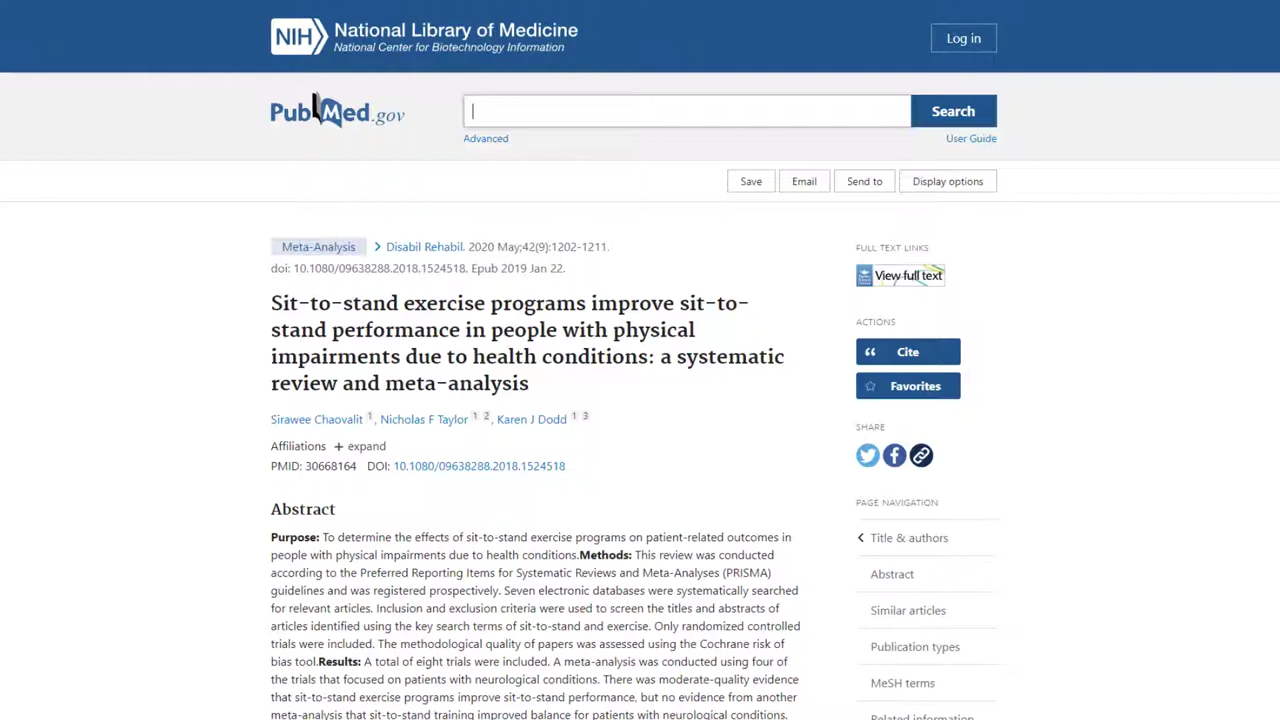 NIH National Library of Medicine
National Center for Biotechnology Information
Log in
PubMed.gov
Search
Advanced
User Guide
Save
Email
Send to
Display options
Meta-Analysis > Disabil Rehabil. 2020 May;42(9):1202-1211.
doi: 10.1080/09638288.2018.1524518. Epub 2019 Jan 22.
Sit-to-stand exercise programs improve sit-to-
stand performance in people with physical
impairments due to health conditions: a systematic
review and meta-analysis
Sirawee Chaovalit 1, Nicholas F Taylor 1 2, Karen J Dodd 1 3
Affiliations + expand
PMID: 30668164 DOI: 10.1080/09638288.2018.1524518
Abstract
Purpose: To determine the effects of sit-to-stand exercise programs on patient-related outcomes in
people with physical impairments due to health conditions.Methods: This review was conducted
according to the Preferred Reporting Items for Systematic Reviews and Meta-Analyses (PRISMA)
guidelines and was registered prospectively. Seven electronic databases were systematically searched
for relevant articles. Inclusion and exclusion criteria were used to screen the titles and abstracts of
articles identified using the key search terms of sit-to-stand and exercise. Only randomized controlled
trials were included. The methodological quality of papers was assessed using the Cochrane risk of
bias tool.Results: A total of eight trials were included. A meta-analysis was conducted using four of
the trials that focused on patients with neurological conditions. There was moderate-quality evidence
that sit-to-stand exercise programs improve sit-to-stand performance, but no evidence from another
meta-analysis that sit-to-stand training improved balance for patients with neurological conditions.
FULL TEXT LINKS
View full text
ACTIONS
Cite
Favorites
SHARE
PAGE NAVIGATION
Title & authors
Abstract
Similar articles
Publication types
MeSH terms
Related information